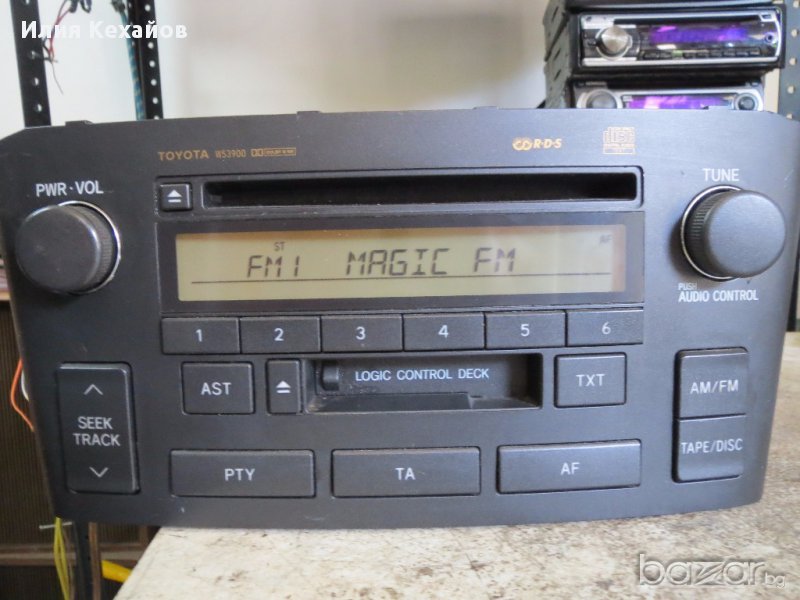 Илия Кехайов
TOYOTA W53900
R·D·S
disc
PWR·VOL
TUNE
ST
AF
FM1 MAGIC FM
PUSH
AUDIO CONTROL
1 2 3 4 5 6
AST
LOGIC CONTROL DECK
TXT
AM/FM
SEEK
TRACK
TAPE/DISC
PTY
TA
AF
bazar.bg